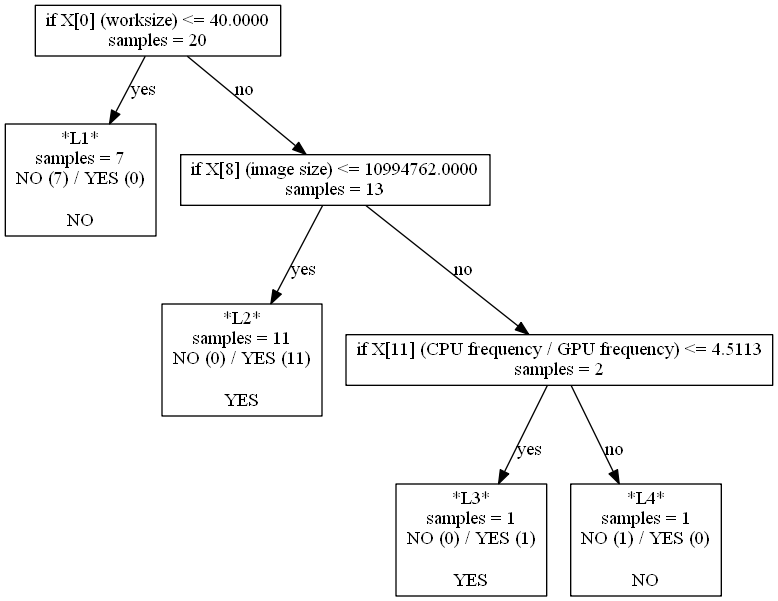 if X[0] (worksize) <= 40.0000
samples = 20
yes
no
*L1*
samples = 7
NO (7) / YES (0)
NO
if X[8] (image size) <= 10994762.0000
samples = 13
yes
no
*L2*
samples = 11
NO (0) / YES (11)
YES
if X[11] (CPU frequency / GPU frequency) <= 4.5113
samples = 2
yes
no
*L3*
samples = 1
NO (0) / YES (1)
YES
*L4*
samples = 1
NO (1) / YES (0)
NO